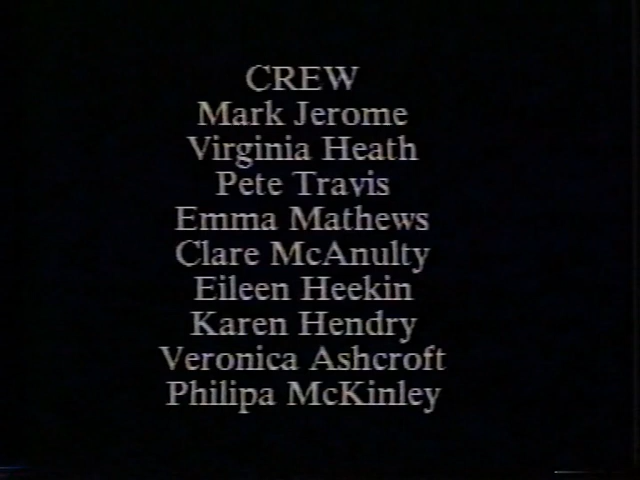 CREW
Mark Jerome
Virginia Heath
Pete Travis
Emma Mathews
Clare McAnulty
Eileen Heekin
Karen Hendry
Veronica Ashcroft
Philipa McKinley